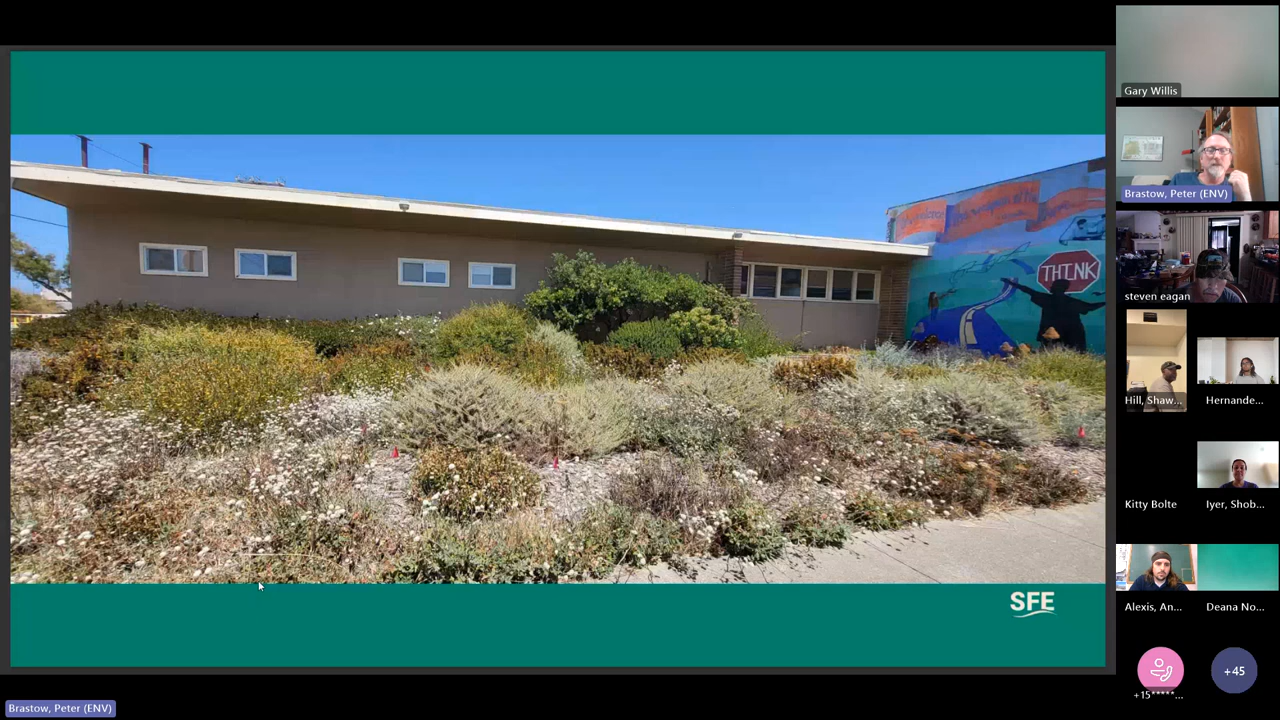 THINK
SFE
Gary Willis
Brastow, Peter (ENV)
steven eagan
Hill, Shaw...
Hernande...
Kitty Bolte
Iyer, Shob...
Alexis, An...
Deana No...
+15*****...
+45
Brastow, Peter (ENV)